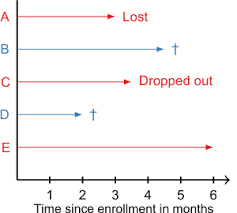 A Lost
B †
C Dropped out
D †
E
1 2 3 4 5 6
Time since enrollment in months